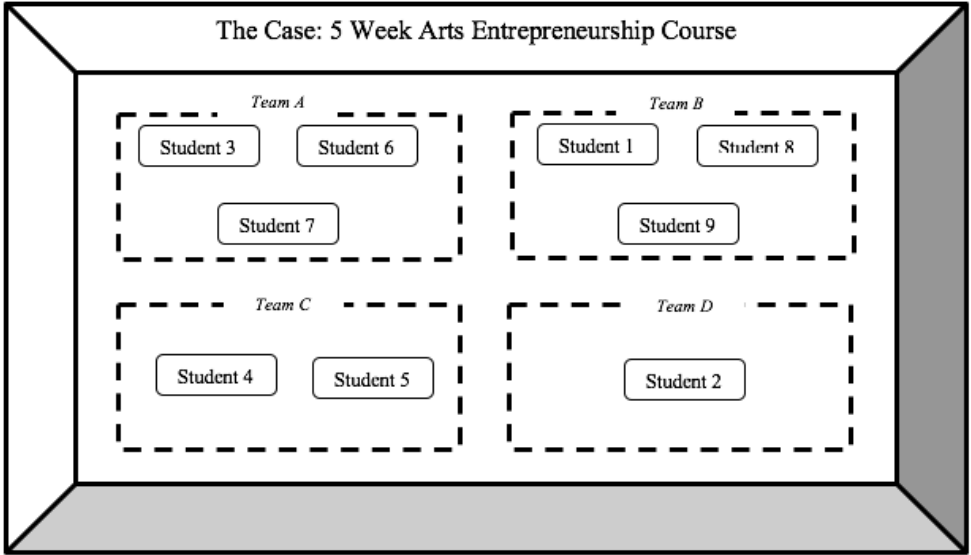 The Case: 5 Week Arts Entrepreneurship Course
Team A
Team B
Student 3
Student 6
Student 1
Student 8
Student 7
Student 9
Team C
Team D
Student 4
Student 5
Student 2